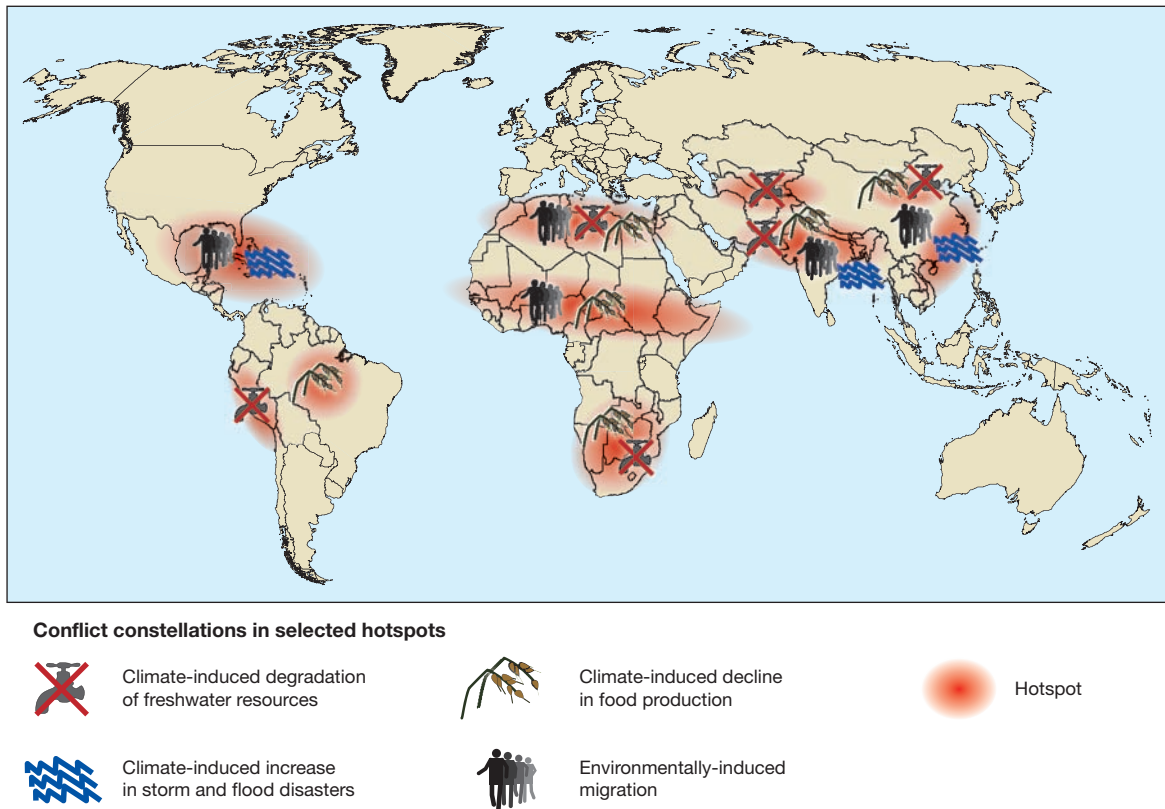 Conflict constellations in selected hotspots
Climate-induced degradation
of freshwater resources
Climate-induced decline
in food production
Hotspot
Climate-induced increase
in storm and flood disasters
Environmentally-induced
migration